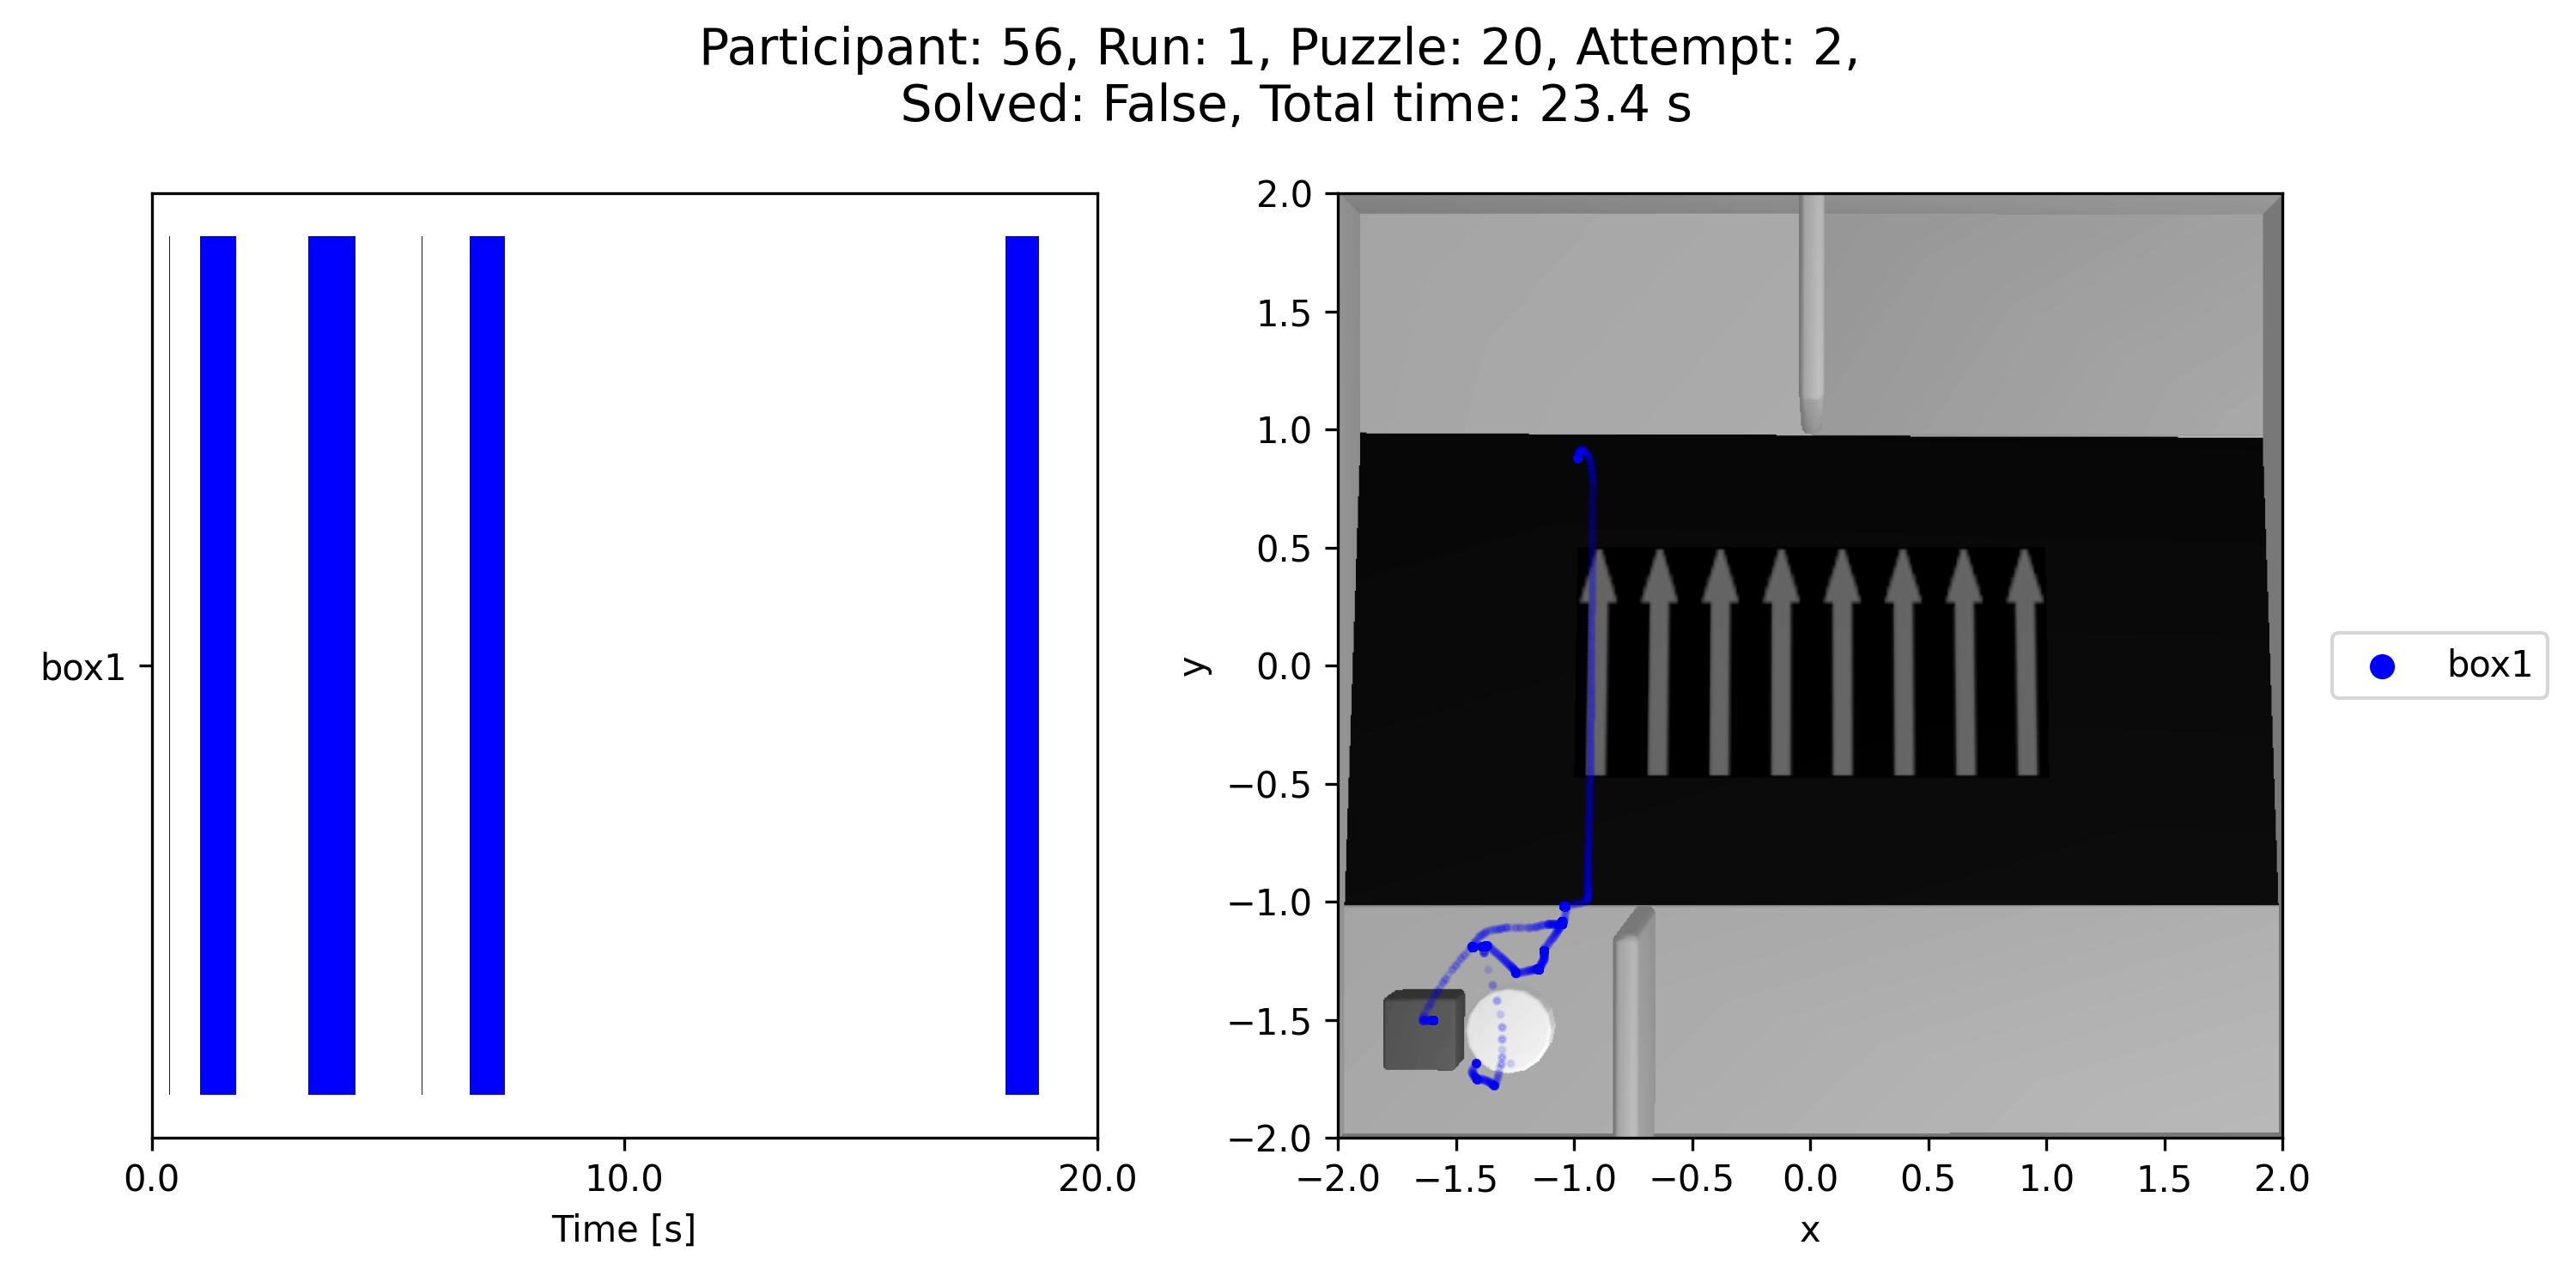 Participant: 56, Run: 1, Puzzle: 20, Attempt: 2,
Solved: False, Total time: 23.4 s
box1
0.0 10.0 20.0
Time [s]
2.0
1.5
1.0
0.5
0.0
−0.5
−1.0
−1.5
−2.0
y
−2.0 −1.5 −1.0 −0.5 0.0 0.5 1.0 1.5 2.0
x
box1